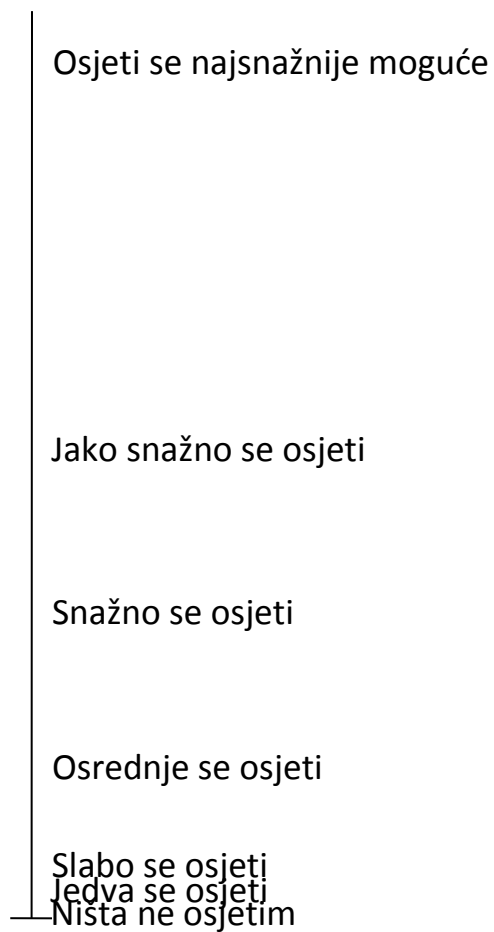 Osjeti se najsnažnije moguće
Jako snažno se osjeti
Snažno se osjeti
Osrednje se osjeti
Slabo se osjeti
Jedva se osjeti
Ništa ne osjetim